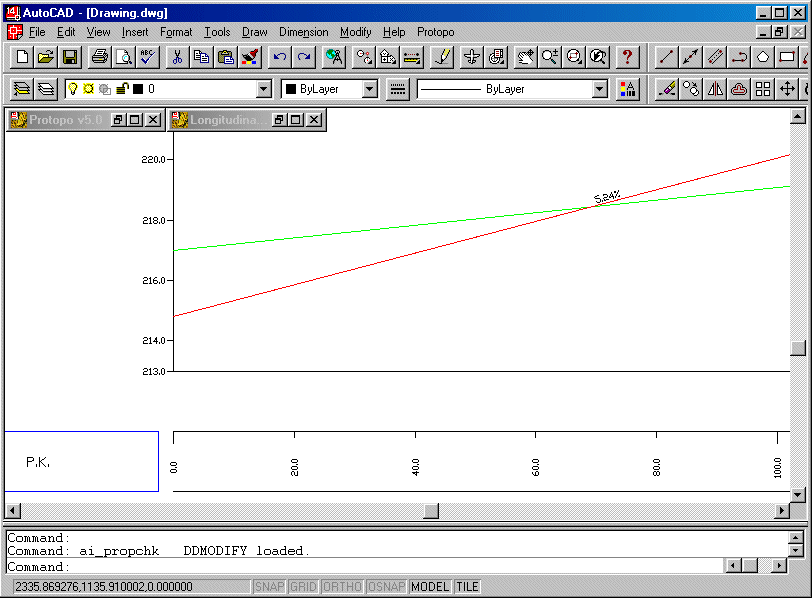 AutoCAD - [Drawing.dwg]
File Edit View Insert Format Tools Draw Dimension Modify Help Protopo
ABC
0 ByLayer ByLayer
Protopo v5.0 Longitudina...
220.0
5.24%
218.0
216.0
214.0
213.0
P.K.
0.0 20.0 40.0 60.0 80.0 100.0
Command:
Command: ai_propchk DDMODIFY loaded.
Command:
2335.869276,1135.910002,0.000000 SNAP GRID ORTHO OSNAP MODEL TILE